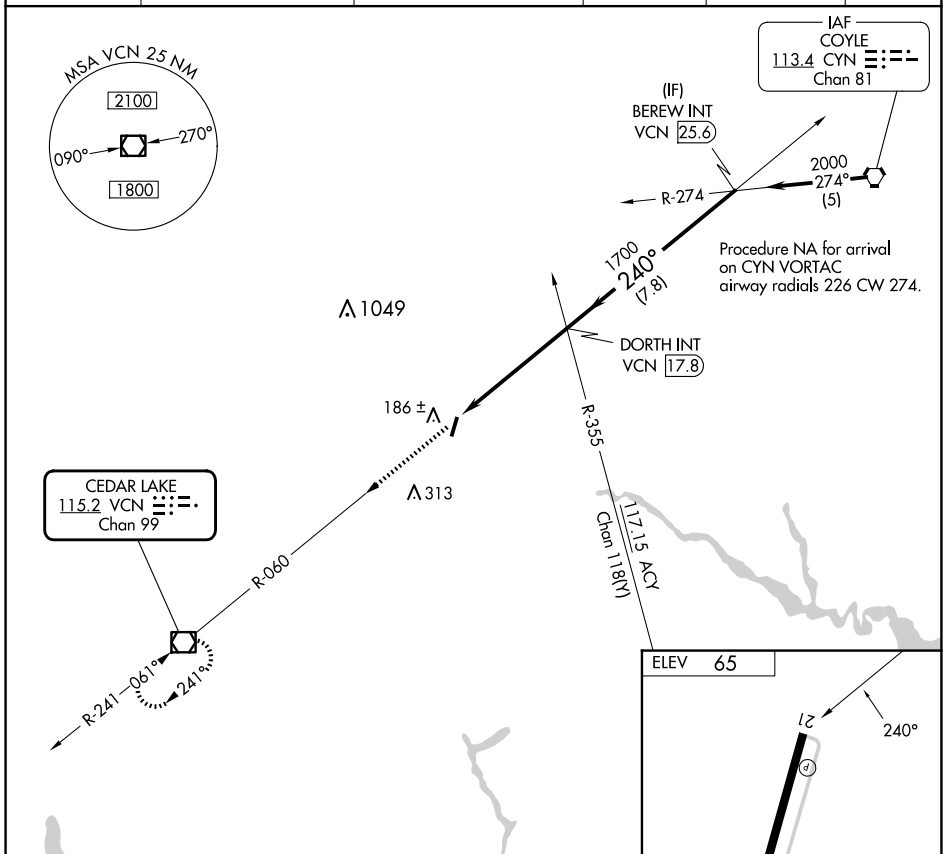 MSA VCN 25 NM
2100
090°
270°
1800
IAF
COYLE
113.4 CYN
Chan 81
(IF)
BEREW INT
VCN 25.6
2000
274°
(5)
R-274
1700
240°
(7.8)
Procedure NA for arrival
on CYN VORTAC
airway radials 226 CW 274.
1049
DORTH INT
VCN 17.8
186 ±
313
R-355
117.15 ACY
Chan 118(Y)
CEDAR LAKE
115.2 VCN
Chan 99
R-060
R-241
061°
241°
ELEV 65
21
240°
P